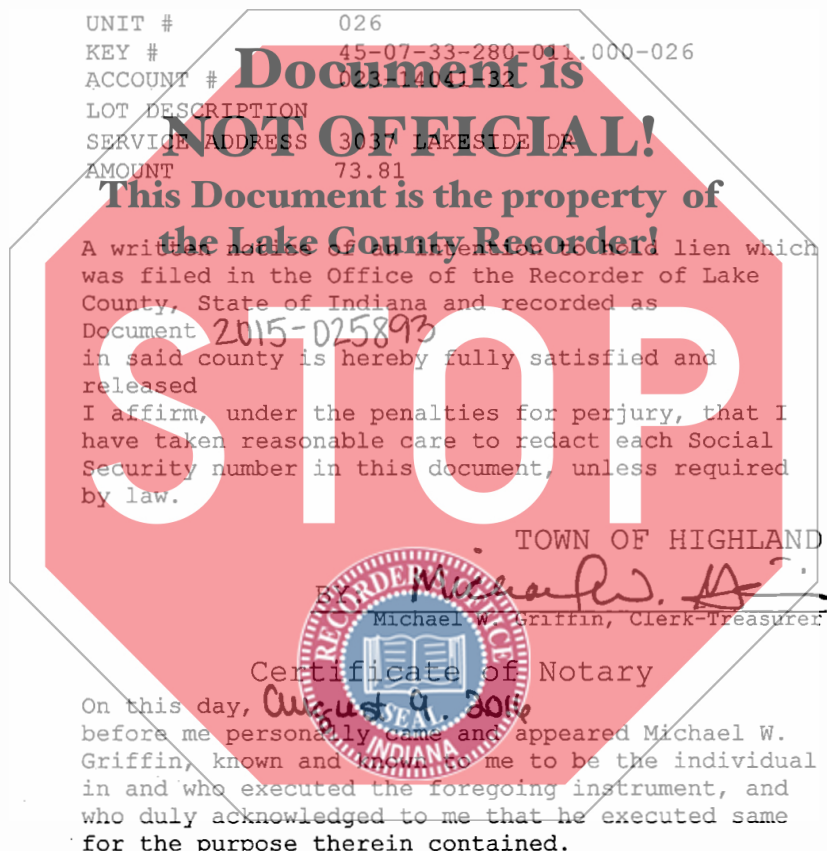 UNIT # 026
KEY # 45-07-33-280-011.000-026
ACCOUNT # 023-14041-32
LOT DESCRIPTION
SERVICE ADDRESS 3037 LAKESIDE DR
AMOUNT 73.81
Document is
NOT OFFICIAL!
This Document is the property of
the Lake County Recorder!
A written notice of an intention to hold lien which
was filed in the Office of the Recorder of Lake
County, State of Indiana and recorded as
Document 2015-025893
in said county is hereby fully satisfied and
released
I affirm, under the penalties for perjury, that I
have taken reasonable care to redact each Social
Security number in this document, unless required
by law.
STOP
TOWN OF HIGHLAND
BY
Michael W. Griffin, Clerk-Treasurer
RECORDER'S OFFICE
SEAL
INDIANA
Certificate of Notary
On this day, August 9. 2016
before me personally came and appeared Michael W.
Griffin, known and known to me to be the individual
in and who executed the foregoing instrument, and
who duly acknowledged to me that he executed same
for the purpose therein contained.